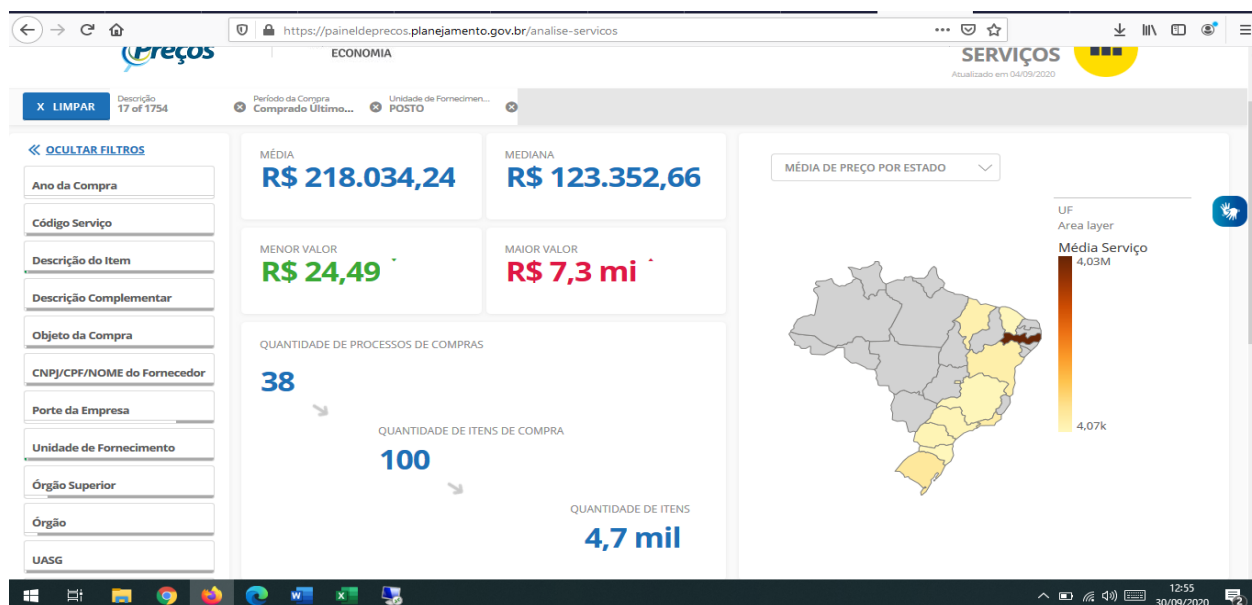 https://paineldeprecos.planejamento.gov.br/analise-servicos
Preços
ECONOMIA
SERVIÇOS
Atualizado em 04/09/2020
X LIMPAR
Descrição
17 of 1754
Período da Compra
Comprado Último...
Unidade de Fornecimen...
POSTO
OCULTAR FILTROS
Ano da Compra
Código Serviço
Descrição do Item
Descrição Complementar
Objeto da Compra
CNPJ/CPF/NOME do Fornecedor
Porte da Empresa
Unidade de Fornecimento
Órgão Superior
Órgão
UASG
MÉDIA
R$ 218.034,24
MEDIANA
R$ 123.352,66
MENOR VALOR
R$ 24,49
MAIOR VALOR
R$ 7,3 mi
QUANTIDADE DE PROCESSOS DE COMPRAS
38
QUANTIDADE DE ITENS DE COMPRA
100
QUANTIDADE DE ITENS
4,7 mil
MÉDIA DE PREÇO POR ESTADO
UF
Area layer
Média Serviço
4,03M
4,07k
12:55
30/09/2020
2